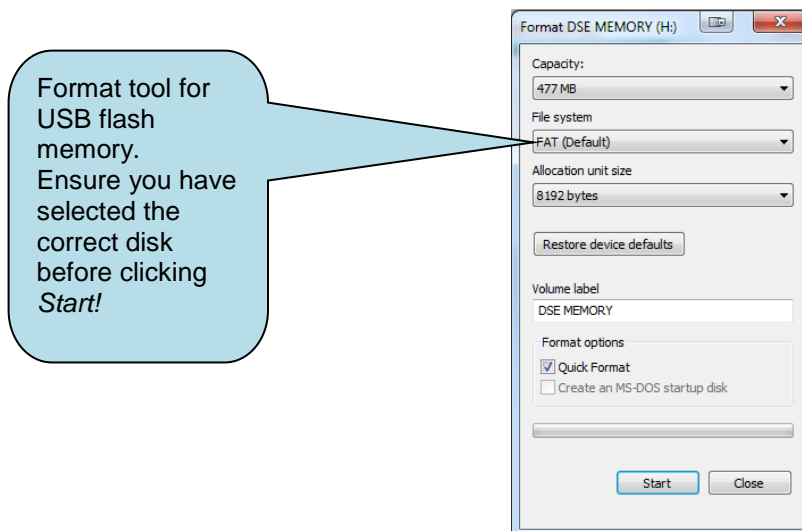 Format tool for
USB flash
memory.
Ensure you have
selected the
correct disk
before clicking
Start!
Format DSE MEMORY (H:)
Capacity:
477 MB
File system
FAT (Default)
Allocation unit size
8192 bytes
Restore device defaults
Volume label
DSE MEMORY
Format options
Quick Format
Create an MS-DOS startup disk
Start
Close